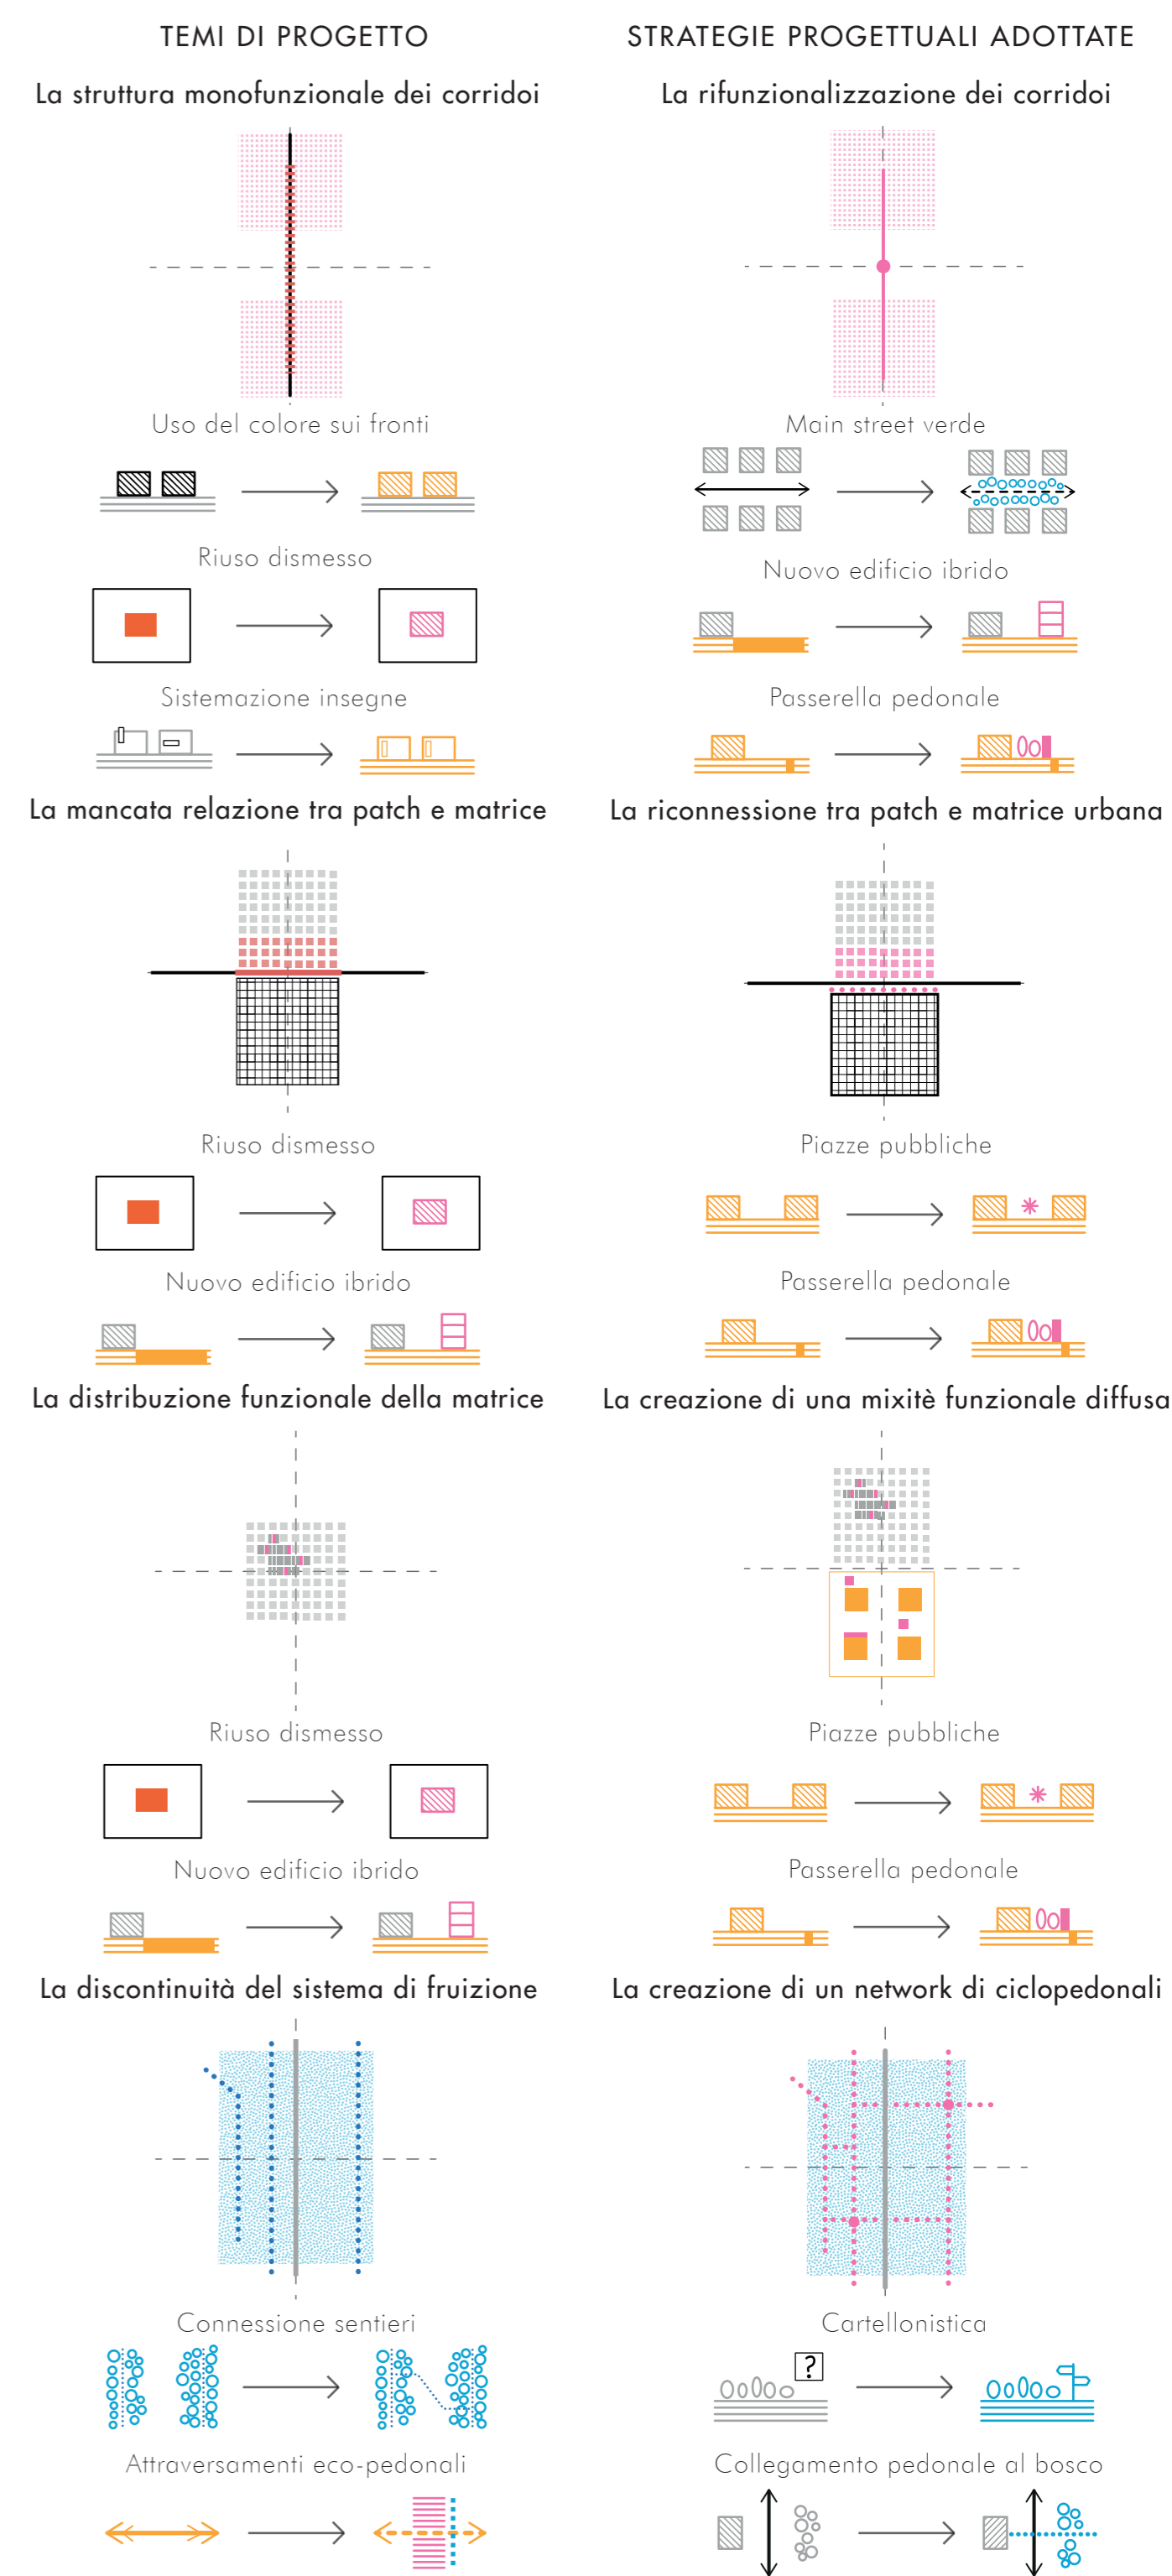 TEMI DI PROGETTO
STRATEGIE PROGETTUALI ADOTTATE
La struttura monofunzionale dei corridoi
La rifunzionalizzazione dei corridoi
Uso del colore sui fronti
Main street verde
Riuso dismesso
Nuovo edificio ibrido
Sistemazione insegne
Passerella pedonale
La mancata relazione tra patch e matrice
La riconnessione tra patch e matrice urbana
Riuso dismesso
Piazze pubbliche
Nuovo edificio ibrido
Passerella pedonale
La distribuzione funzionale della matrice
La creazione di una mixitè funzionale diffusa
Riuso dismesso
Piazze pubbliche
Nuovo edificio ibrido
Passerella pedonale
La discontinuità del sistema di fruizione
La creazione di un network di ciclopedonali
Connessione sentieri
Cartellonistica
?
Attraversamenti eco-pedonali
Collegamento pedonale al bosco